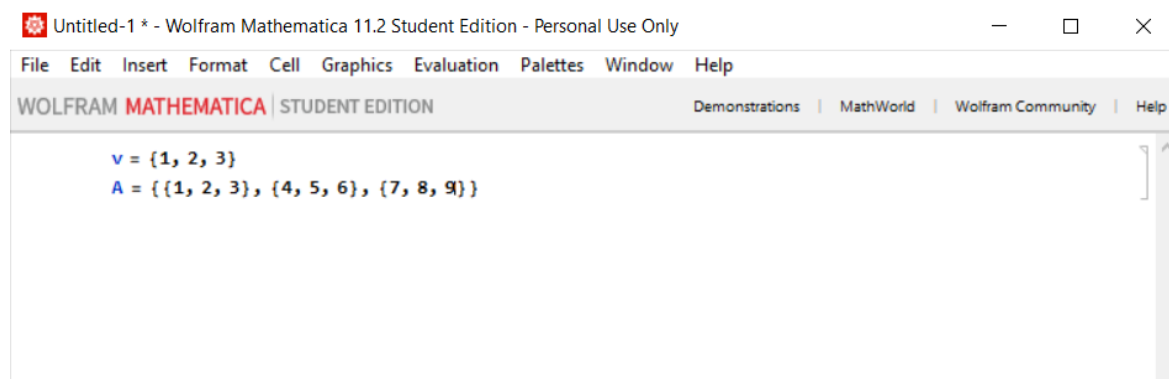 Untitled-1 * - Wolfram Mathematica 11.2 Student Edition - Personal Use Only
File Edit Insert Format Cell Graphics Evaluation Palettes Window Help
WOLFRAM MATHEMATICA | STUDENT EDITION Demonstrations | MathWorld | Wolfram Community | Help
v = {1, 2, 3}
A = {{1, 2, 3}, {4, 5, 6}, {7, 8, 9}}